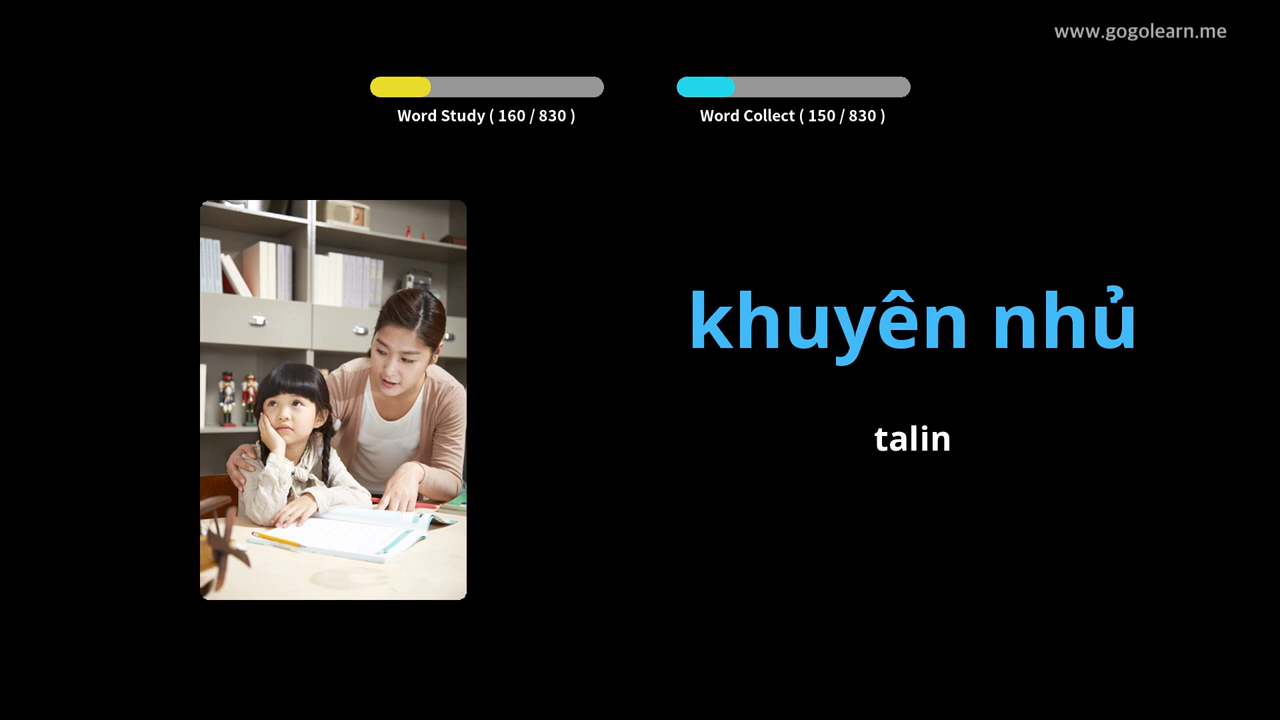 www.gogolearn.me
Word Study ( 160 / 830 )
Word Collect ( 150 / 830 )
khuyên nhủ
talin